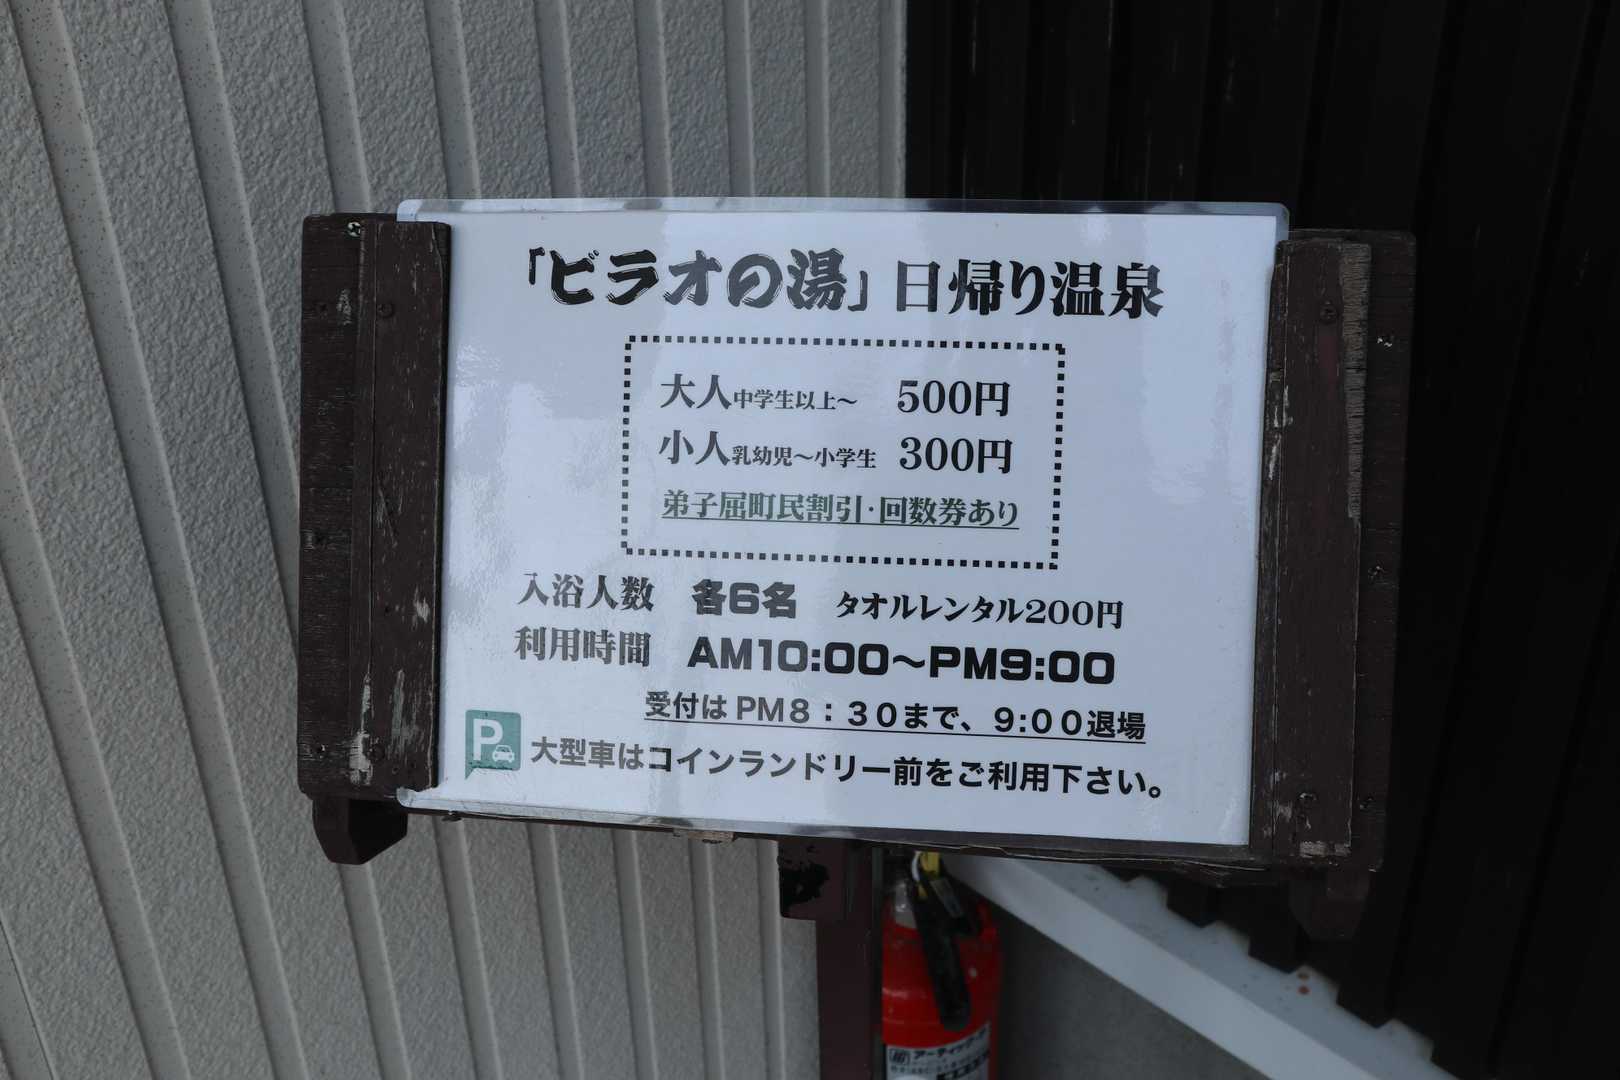 「ビラオの湯」日帰り温泉
大人中学生以上～ 500円
小人乳幼児～小学生 300円
弟子屈町民割引・回数券あり
入浴人数 各6名 タオルレンタル200円
利用時間 AM10:00～PM9:00
受付はPM8：30まで、9:00退場
P 大型車はコインランドリー前をご利用下さい。